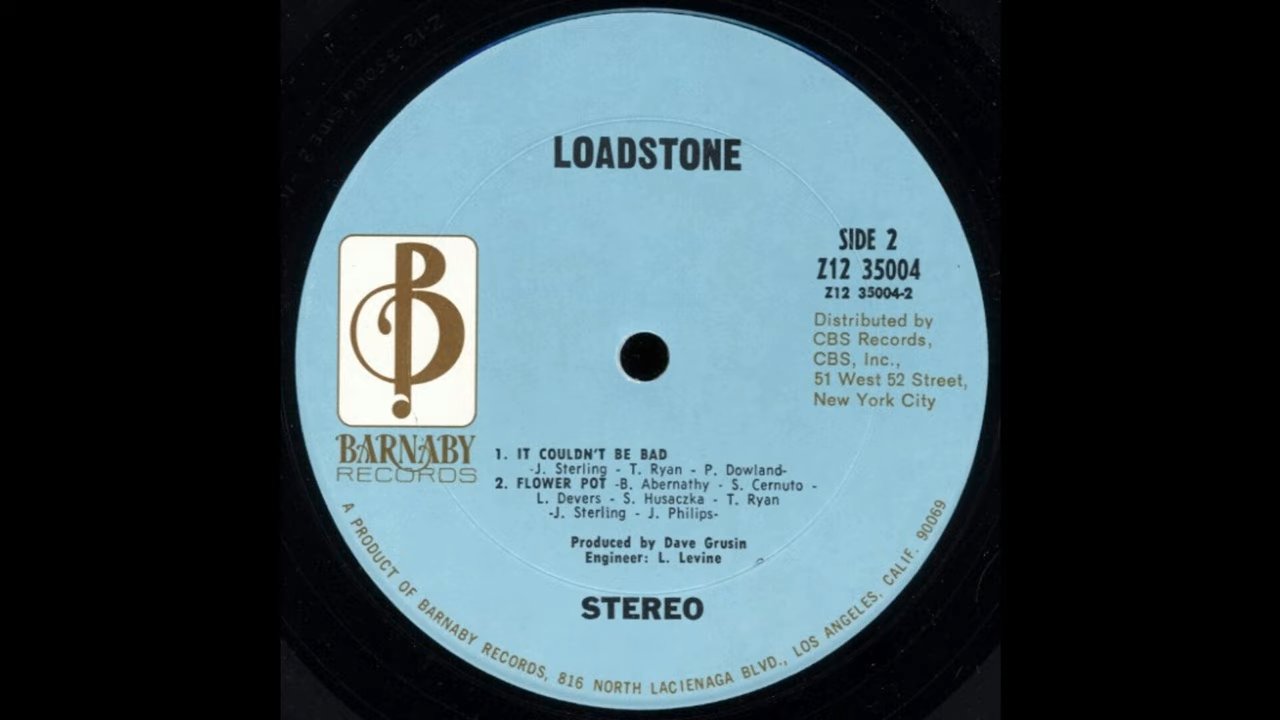 LOADSTONE
SIDE 2
Z12 35004
Z12 35004-2
Distributed by
CBS Records,
CBS, Inc.,
51 West 52 Street,
New York City
BARNABY
RECORDS
1. IT COULDN'T BE BAD
-J. Sterling - T. Ryan - P. Dowland-
2. FLOWER POT -B. Abernathy - S. Cernuto -
L. Devers - S. Husaczka - T. Ryan
-J. Sterling - J. Philips-
Produced by Dave Grusin
Engineer: L. Levine
STEREO
A PRODUCT OF BARNABY RECORDS, 816 NORTH LACIENAGA BLVD., LOS ANGELES, CALIF. 90069